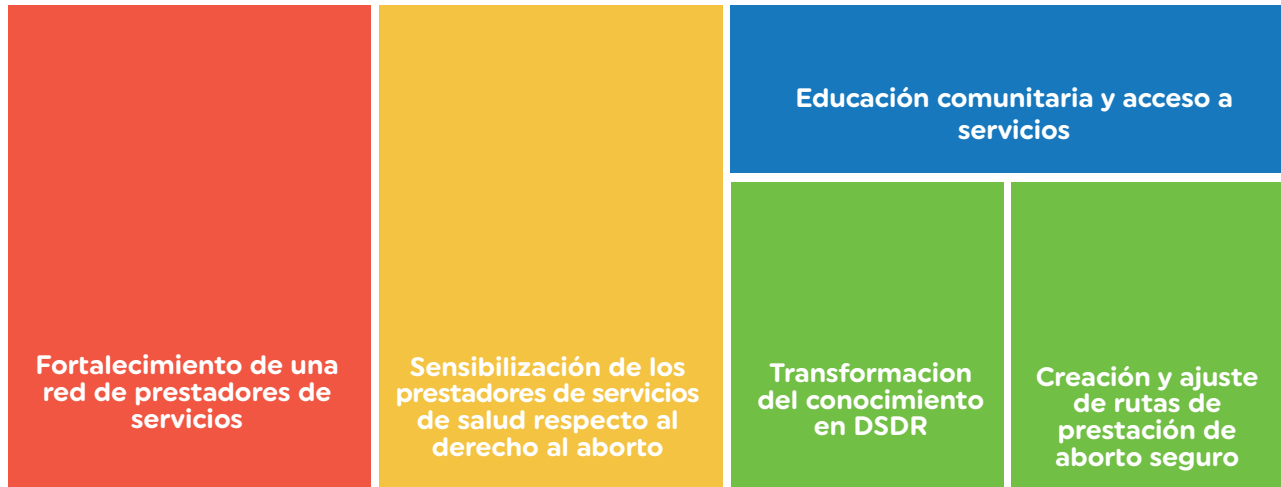 Educación comunitaria y acceso a
servicios
Fortalecimiento de una
red de prestadores de
servicios
Sensibilización de los
prestadores de servicios
de salud respecto al
derecho al aborto
Transformacion
del conocimiento
en DSDR
Creación y ajuste
de rutas de
prestación de
aborto seguro